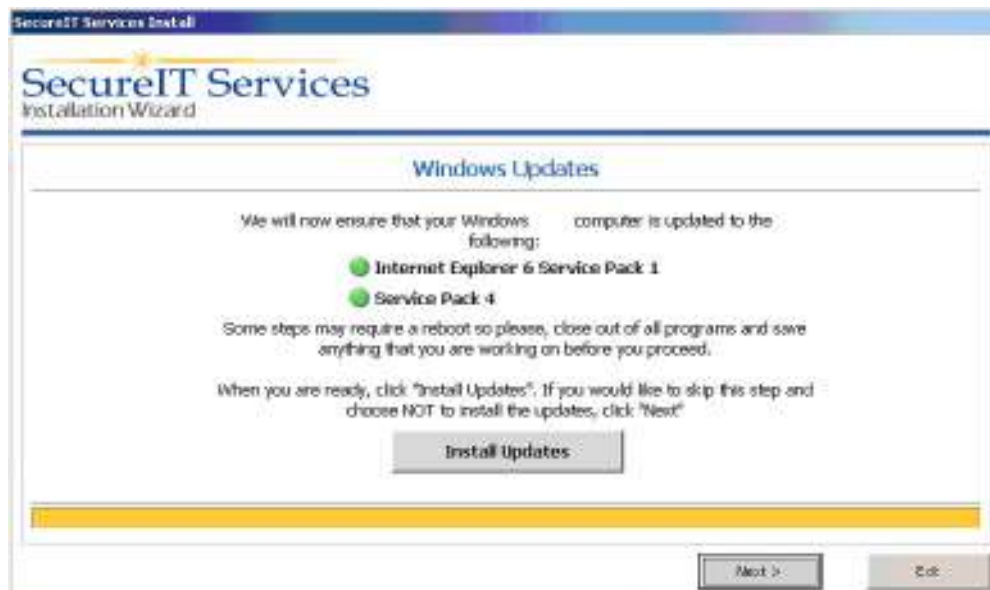 SecureIT Services Install
SecureIT Services
Installation Wizard
Windows Updates
We will now ensure that your Windows computer is updated to the
following:
Internet Explorer 6 Service Pack 1
Service Pack 4
Some steps may require a reboot so please, close out of all programs and save
anything that you are working on before you proceed.
When you are ready, click "Install Updates". If you would like to skip this step and
choose NOT to install the updates, click "Next"
Install Updates
Next >
Exit